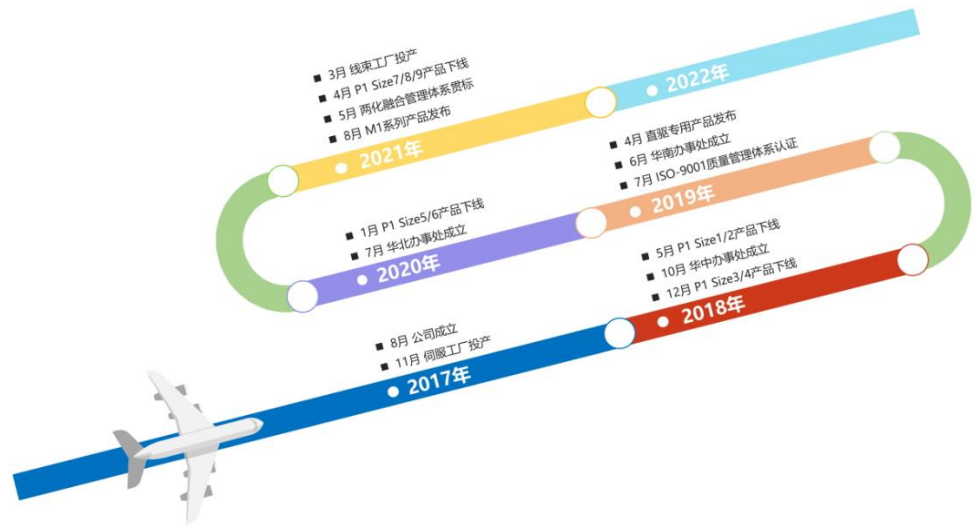 3月 线束工厂投产
4月 P1 Size7/8/9产品下线
5月 两化融合管理体系贯标
8月 M1系列产品发布
2021年
2022年
4月 直驱专用产品发布
6月 华南办事处成立
7月 ISO-9001质量管理体系认证
2019年
1月 P1 Size5/6产品下线
7月 华北办事处成立
2020年
5月 P1 Size1/2产品下线
10月 华中办事处成立
12月 P1 Size3/4产品下线
2018年
8月 公司成立
11月 伺服工厂投产
2017年